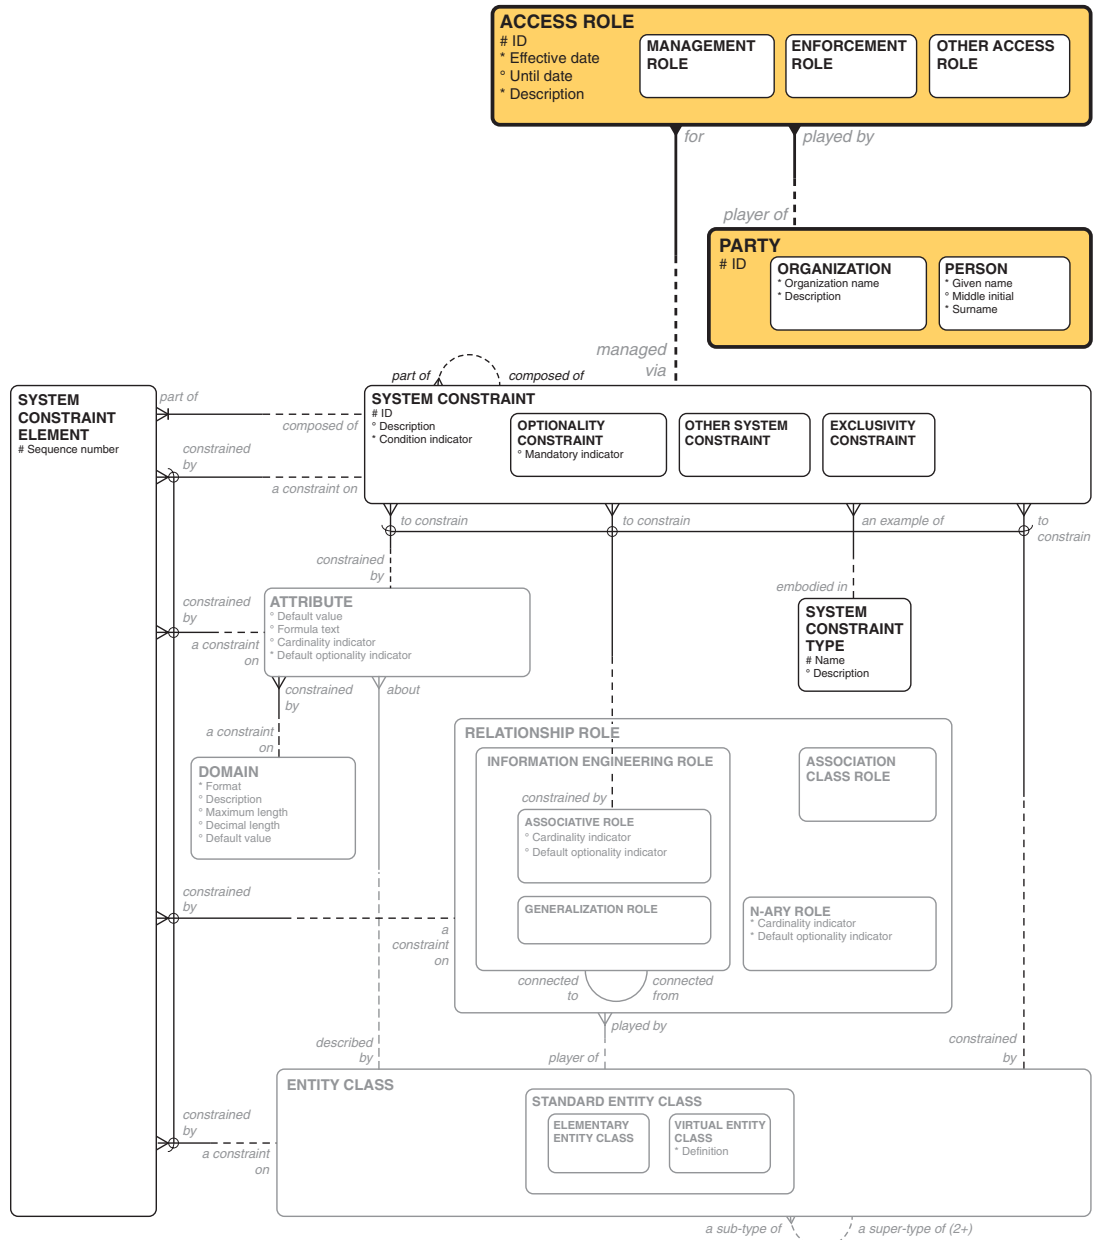 ACCESS ROLE
# ID
* Effective date
° Until date
* Description
MANAGEMENT
ROLE
ENFORCEMENT
ROLE
OTHER ACCESS
ROLE
for
played by
player of
PARTY
# ID
ORGANIZATION
* Organization name
* Description
PERSON
* Given name
° Middle initial
* Surname
managed
via
part of
composed of
SYSTEM
CONSTRAINT
ELEMENT
# Sequence number
part of
composed of
constrained
by
a constraint on
SYSTEM CONSTRAINT
# ID
° Description
* Condition indicator
OPTIONALITY
CONSTRAINT
° Mandatory indicator
OTHER SYSTEM
CONSTRAINT
EXCLUSIVITY
CONSTRAINT
to constrain
to constrain
an example of
to
constrain
constrained
by
embodied in
SYSTEM
CONSTRAINT
TYPE
# Name
° Description
constrained
by
a constraint
on
ATTRIBUTE
° Default value
° Formula text
° Cardinality indicator
* Default optionality indicator
constrained
by
about
a constraint
on
DOMAIN
* Format
° Description
° Maximum length
° Decimal length
° Default value
RELATIONSHIP ROLE
INFORMATION ENGINEERING ROLE
constrained by
ASSOCIATIVE ROLE
° Cardinality indicator
° Default optionality indicator
GENERALIZATION ROLE
ASSOCIATION
CLASS ROLE
N-ARY ROLE
* Cardinality indicator
* Default optionality indicator
connected
to
connected
from
constrained
by
a
constraint
on
played by
player of
described
by
constrained
by
ENTITY CLASS
STANDARD ENTITY CLASS
ELEMENTARY
ENTITY CLASS
VIRTUAL ENTITY
CLASS
* Definition
constrained
by
a constraint
on
a sub-type of
a super-type of (2+)